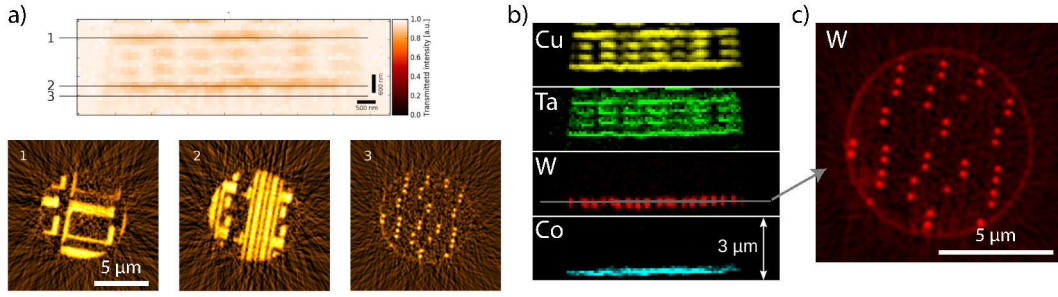 a)
1
2
3
600 nm
500 nm
1.0
0.8
0.6
0.4
0.2
0.0
Transmittetd intensity [a.u.]
1
5 µm
2
3
b)
Cu
Ta
W
Co
3 µm
c)
W
5 µm